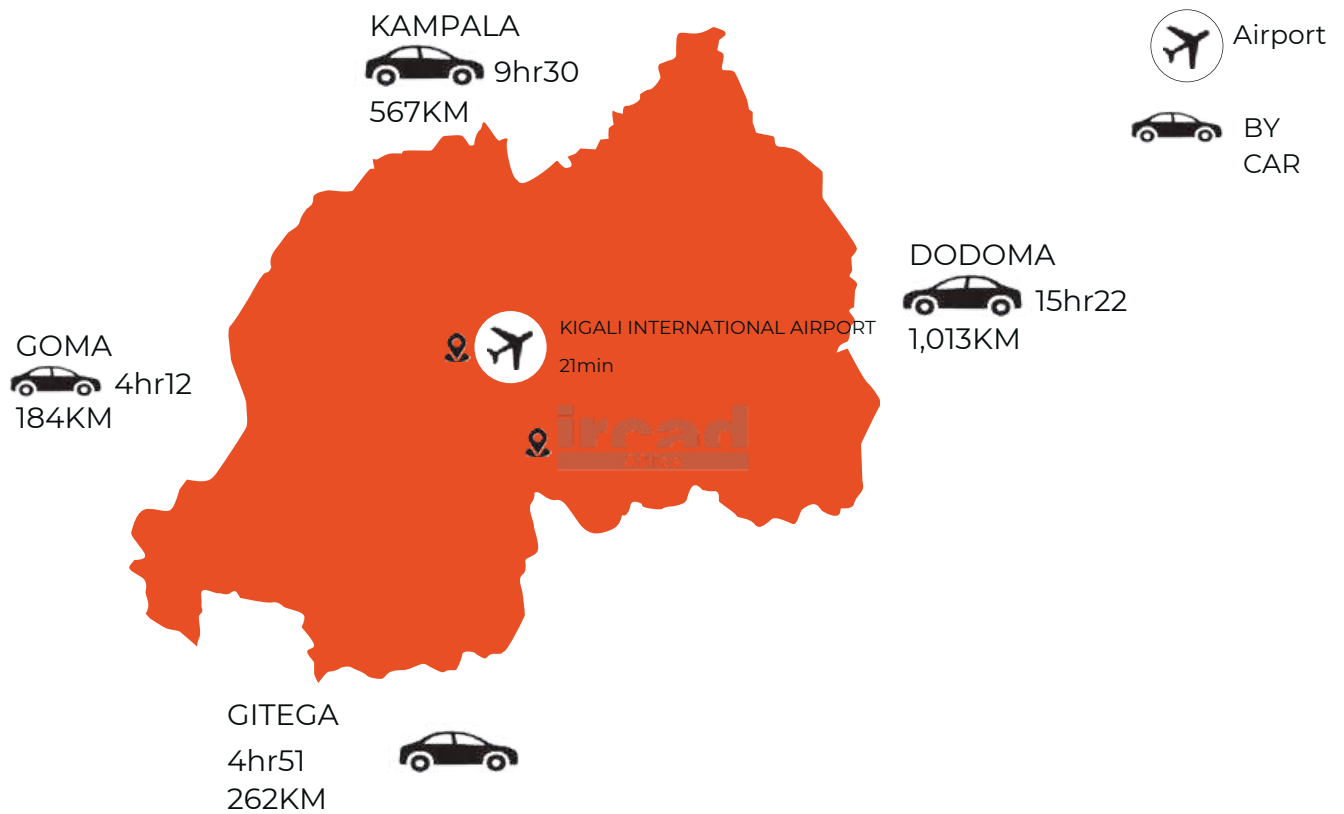 KAMPALA
9hr30
567KM
Airport
BY
CAR
DODOMA
15hr22
1,013KM
GOMA
4hr12
184KM
KIGALI INTERNATIONAL AIRPORT
21min
ircad
Africa
GITEGA
4hr51
262KM